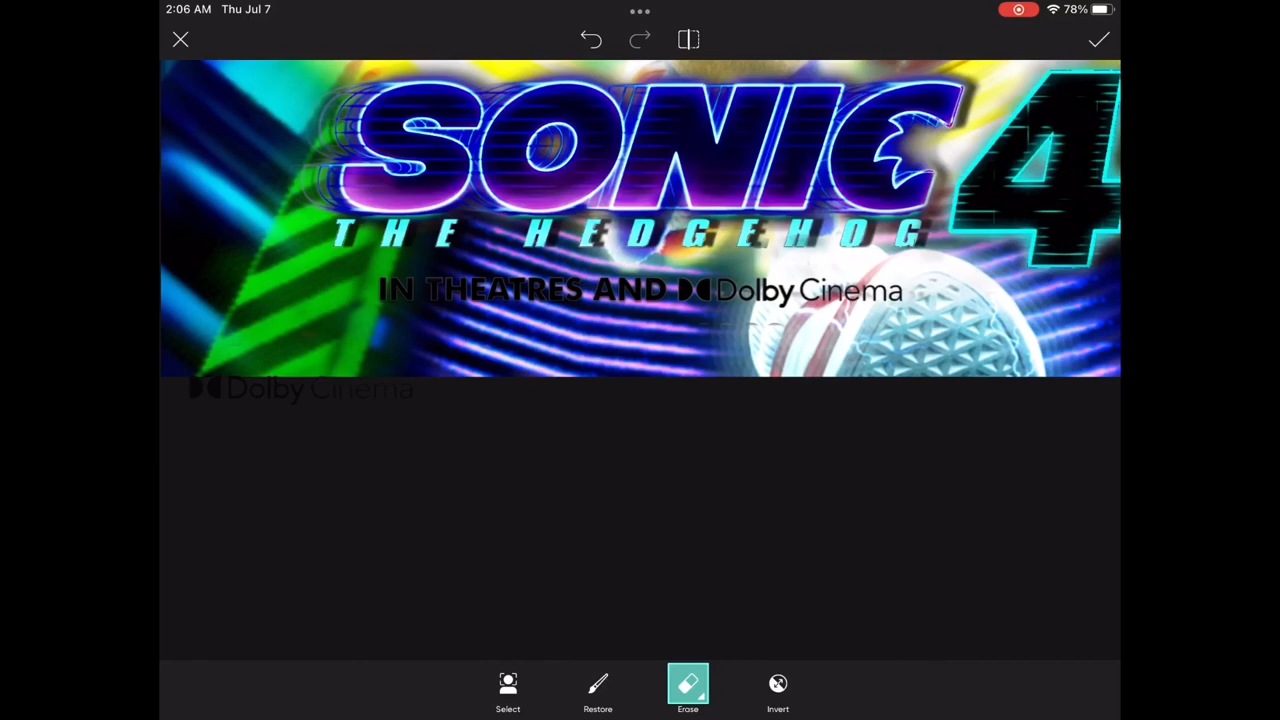 2:06 AM Thu Jul 7
78%
SONIC 4
THE HEDGEHOG
IN THEATRES AND Dolby Cinema
Dolby Cinema
Select Restore Erase Invert